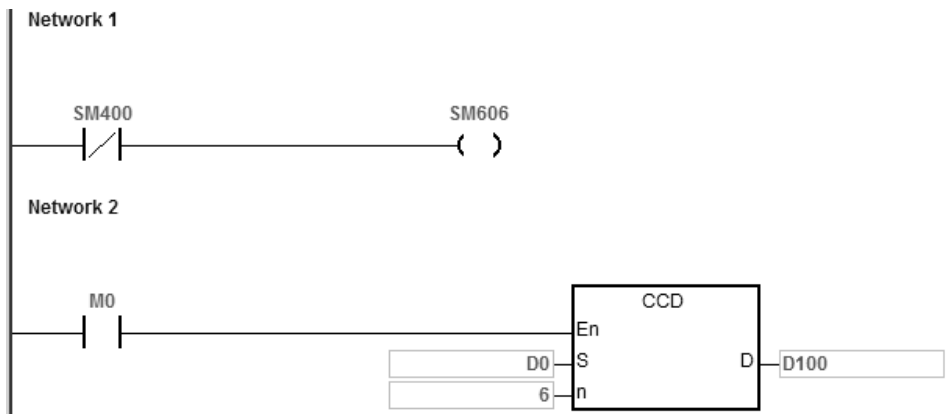 Network 1
SM400 SM606
Network 2
M0
CCD
En
D0 S D D100
6 n